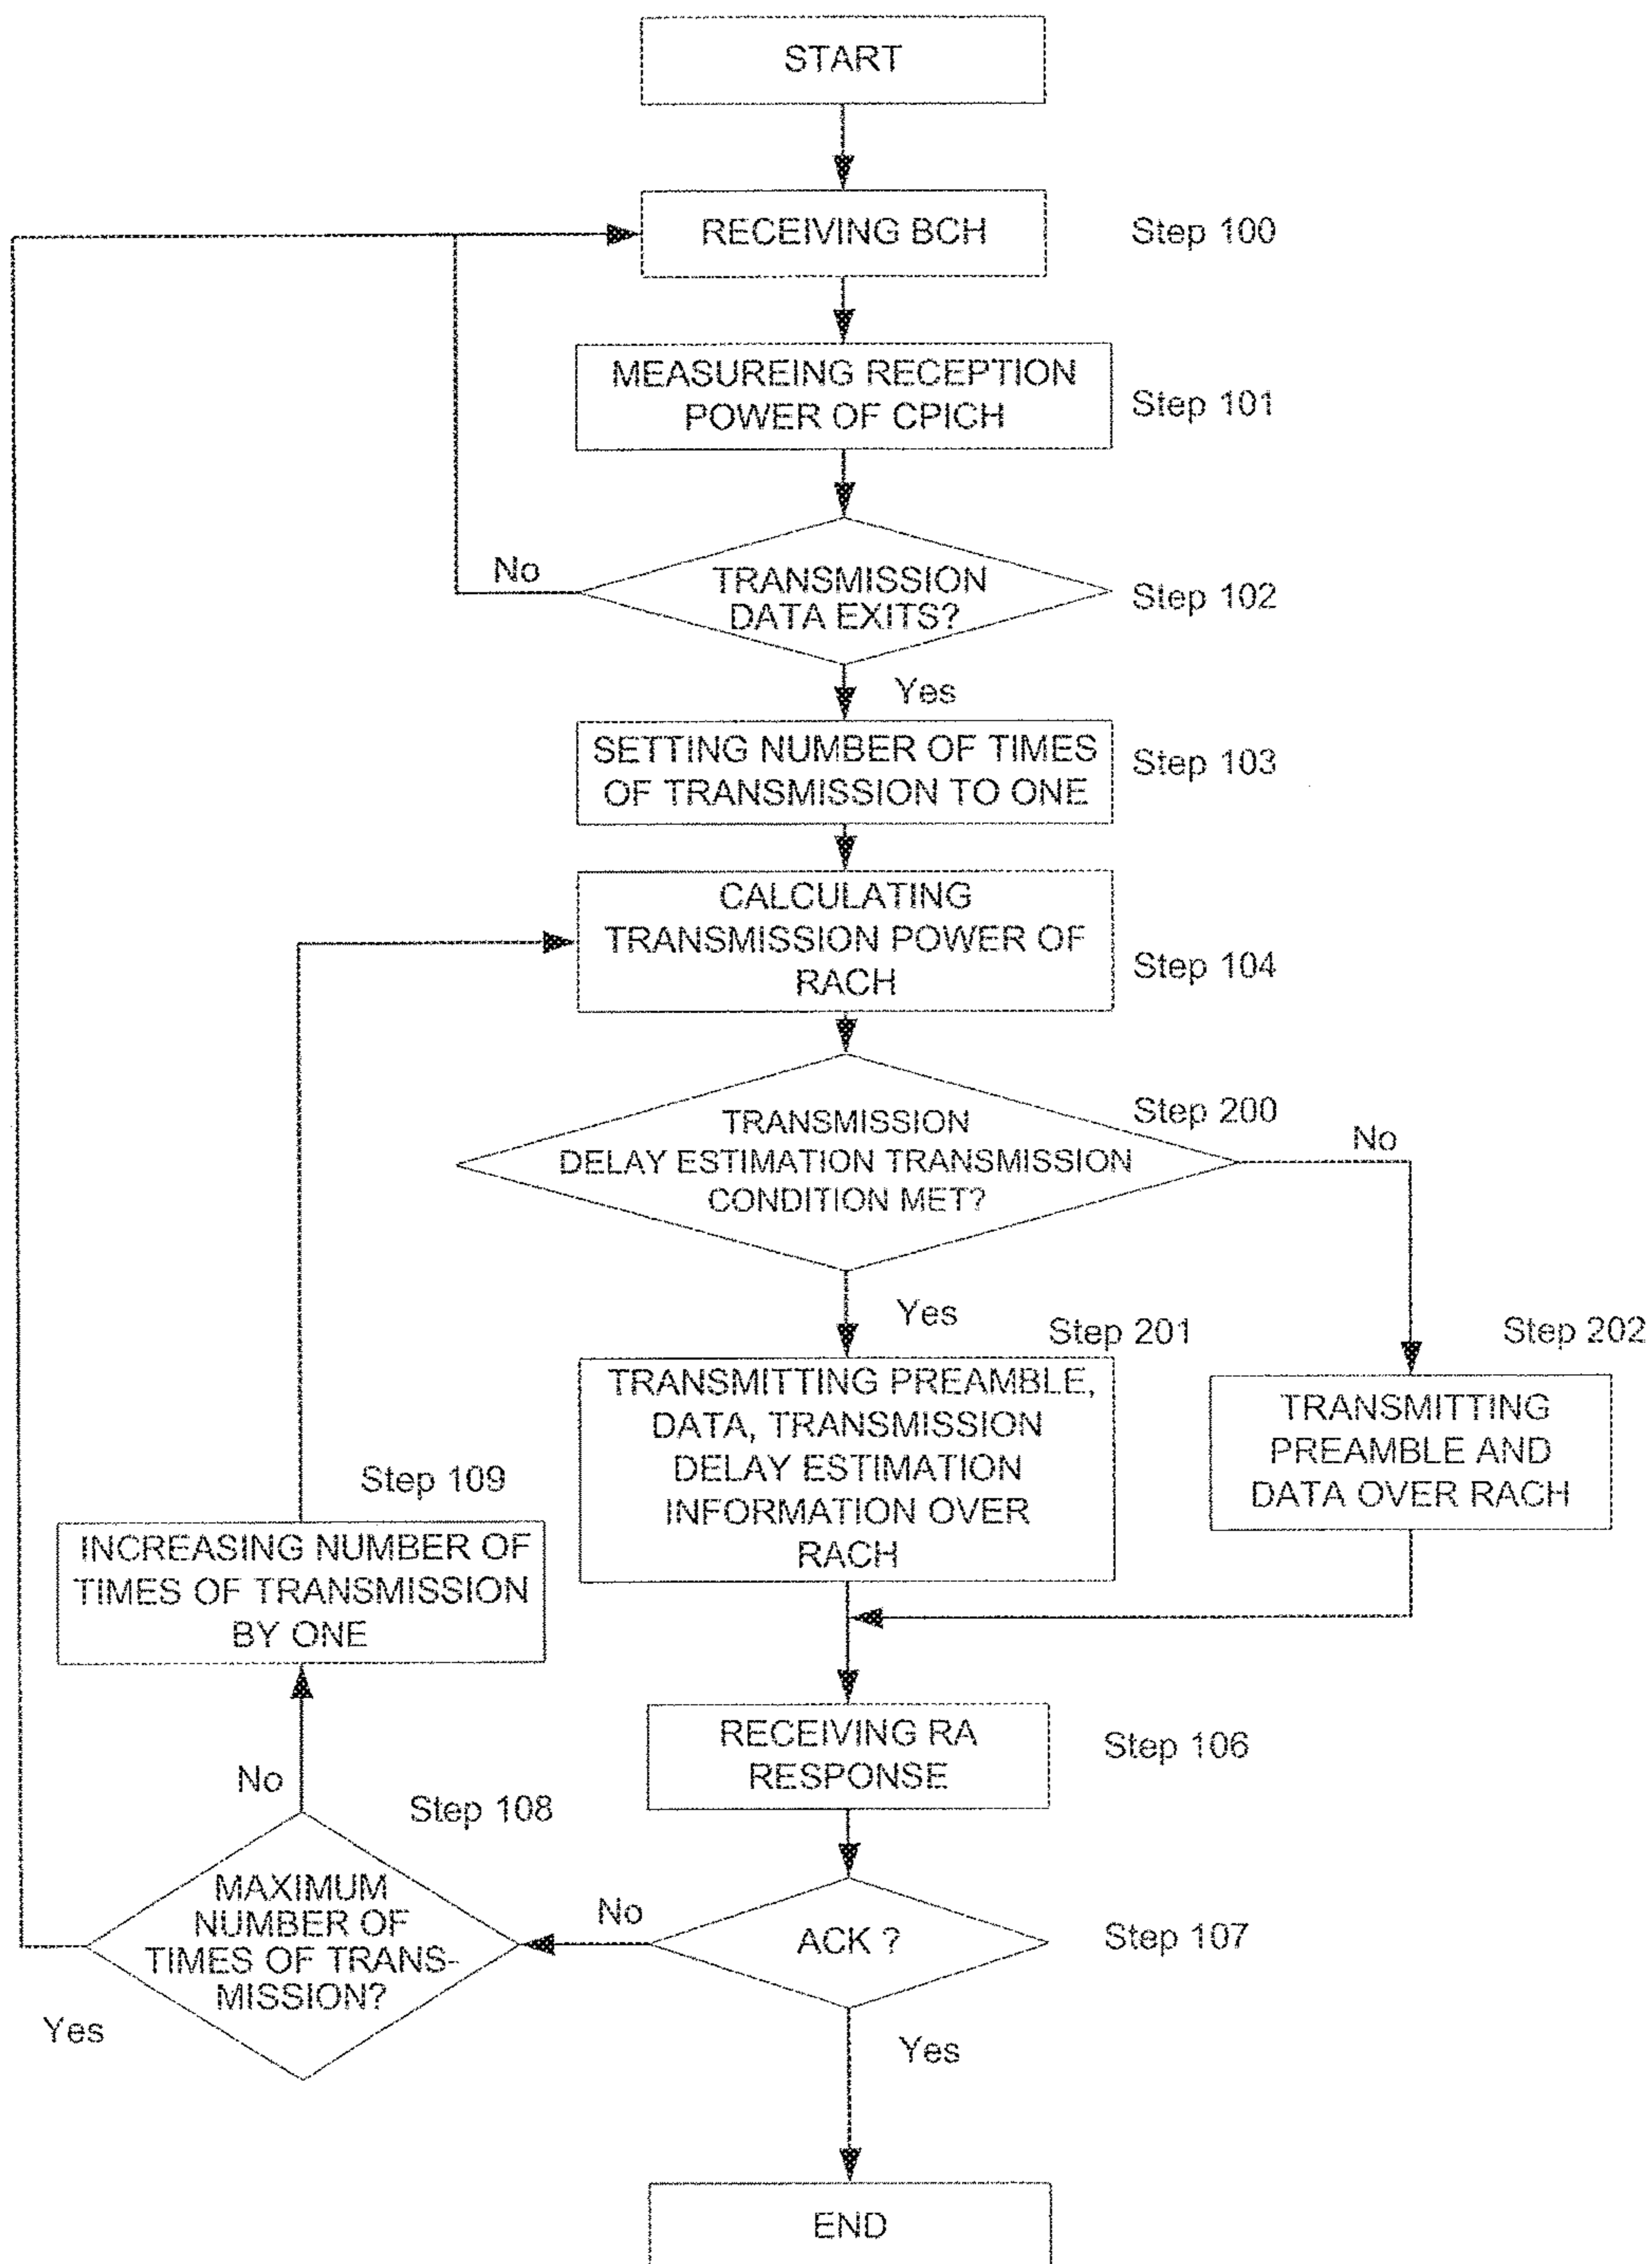 START
RECEIVING BCH
Step 100
MEASUREING RECEPTION
POWER OF CPICH
Step 101
No
TRANSMISSION
DATA EXITS?
Step 102
Yes
SETTING NUMBER OF TIMES
OF TRANSMISSION TO ONE
Step 103
CALCULATING
TRANSMISSION POWER OF
RACH
Step 104
TRANSMISSION
DELAY ESTIMATION TRANSMISSION
CONDITION MET?
Step 200
No
Yes
Step 201
Step 202
TRANSMITTING PREAMBLE,
DATA, TRANSMISSION
DELAY ESTIMATION
INFORMATION OVER
RACH
TRANSMITTING
PREAMBLE AND
DATA OVER RACH
Step 109
INCREASING NUMBER OF
TIMES OF TRANSMISSION
BY ONE
RECEIVING RA
RESPONSE
Step 106
No
Step 108
MAXIMUM
NUMBER OF
TIMES OF TRANS-
MISSION?
No
ACK ?
Step 107
Yes
Yes
END